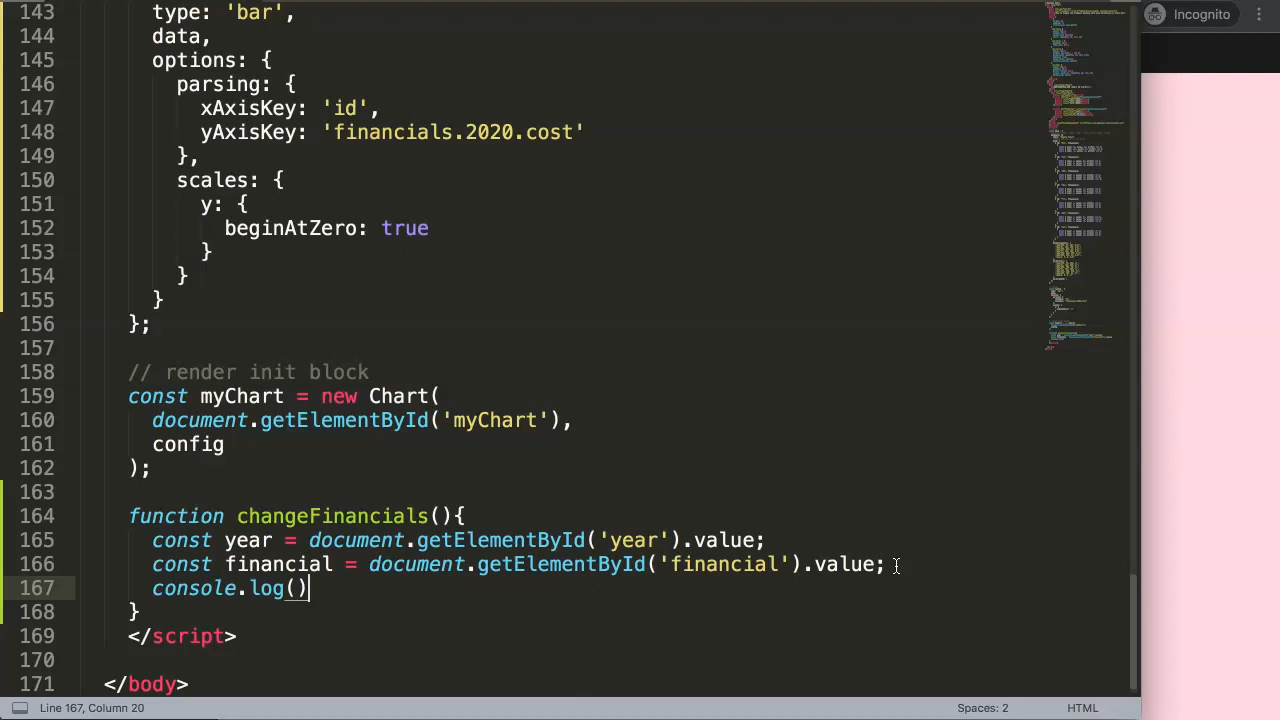 143 type: 'bar',
144 data,
145 options: {
146 parsing: {
147 xAxisKey: 'id',
148 yAxisKey: 'financials.2020.cost'
149 },
150 scales: {
151 y: {
152 beginAtZero: true
153 }
154 }
155 }
156 };
157
158 // render init block
159 const myChart = new Chart(
160 document.getElementById('myChart'),
161 config
162 );
163
164 function changeFinancials(){
165 const year = document.getElementById('year').value;
166 const financial = document.getElementById('financial').value;
167 console.log()
168 }
169 </script>
170
171 </body>
Line 167, Column 20
Spaces: 2
HTML
Incognito